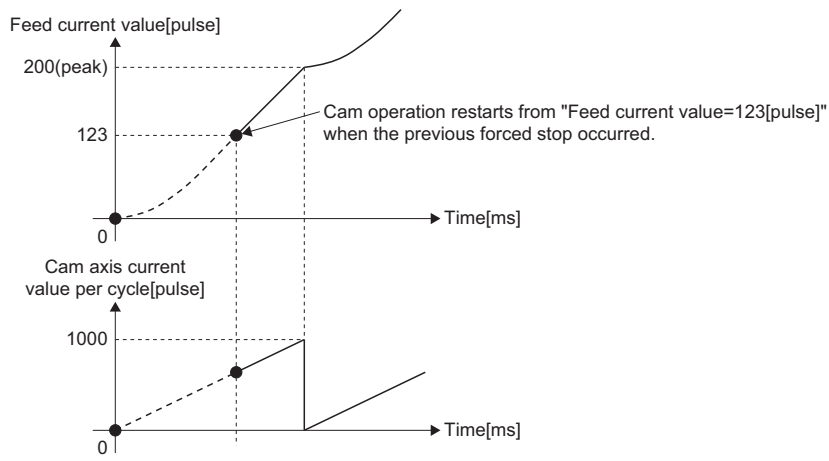 Feed current value[pulse]
200(peak)
Cam operation restarts from "Feed current value=123[pulse]"
when the previous forced stop occurred.
123
Time[ms]
0
Cam axis current
value per cycle[pulse]
1000
Time[ms]
0